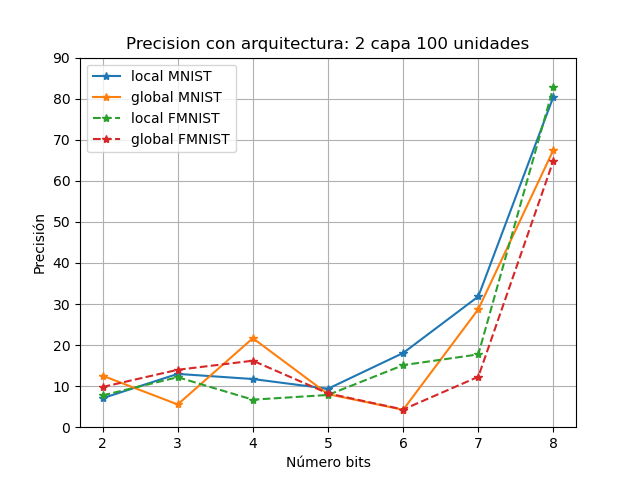 Precision con arquitectura: 2 capa 100 unidades
local MNIST
global MNIST
local FMNIST
global FMNIST
Precisión
90
80
70
60
50
40
30
20
10
0
2 3 4 5 6 7 8
Número bits